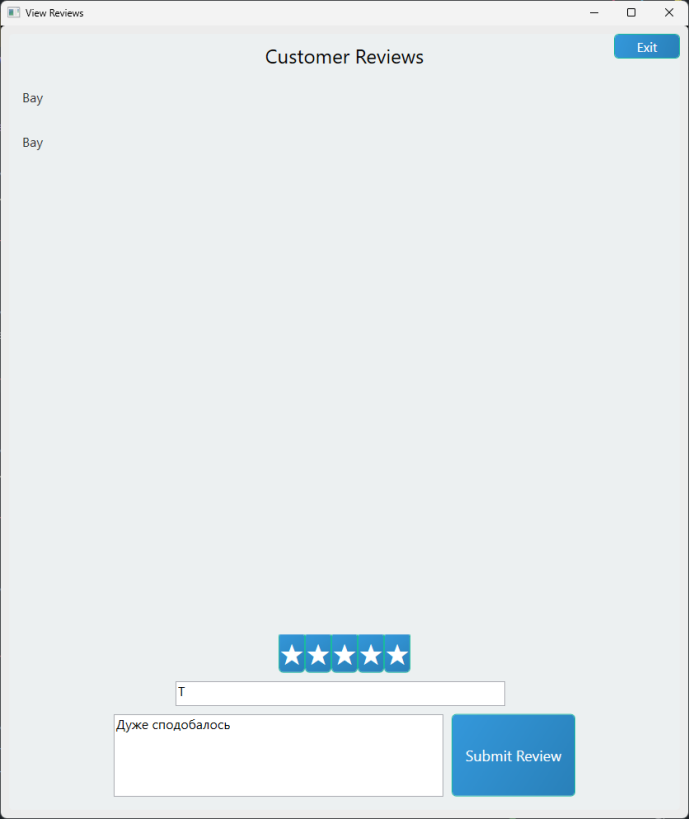 View Reviews
Exit
Customer Reviews
Bay
Bay
T
Дуже сподобалось
Submit Review